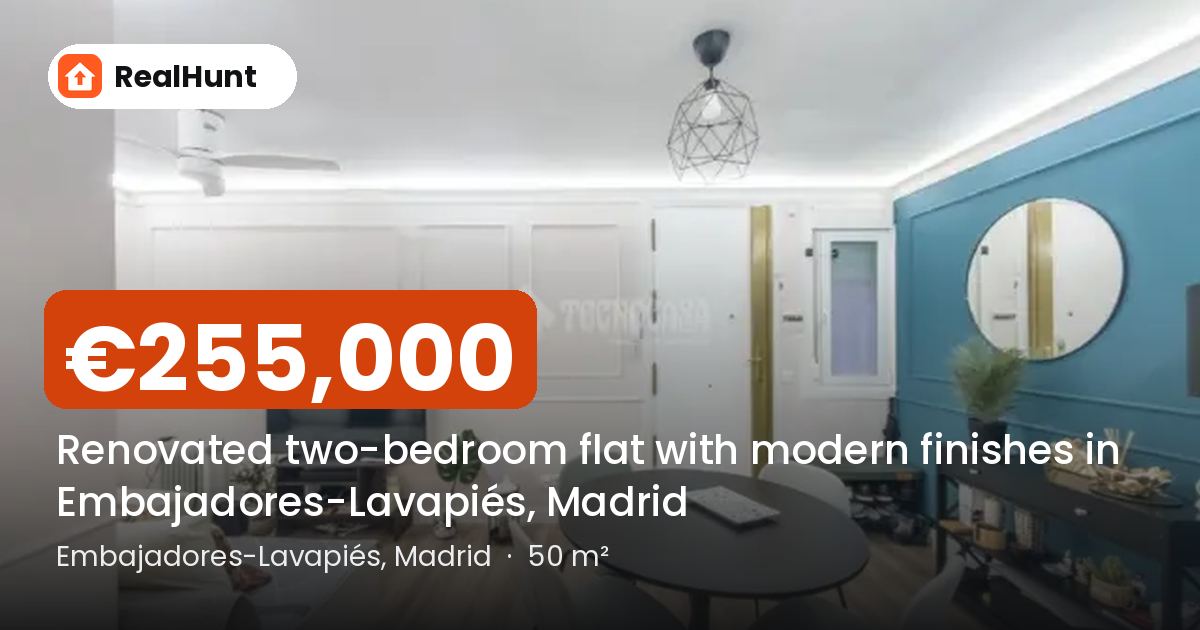 RealHunt
TECNOCASA
€255,000
Renovated two-bedroom flat with modern finishes in
Embajadores-Lavapiés, Madrid
Embajadores-Lavapiés, Madrid · 50 m²